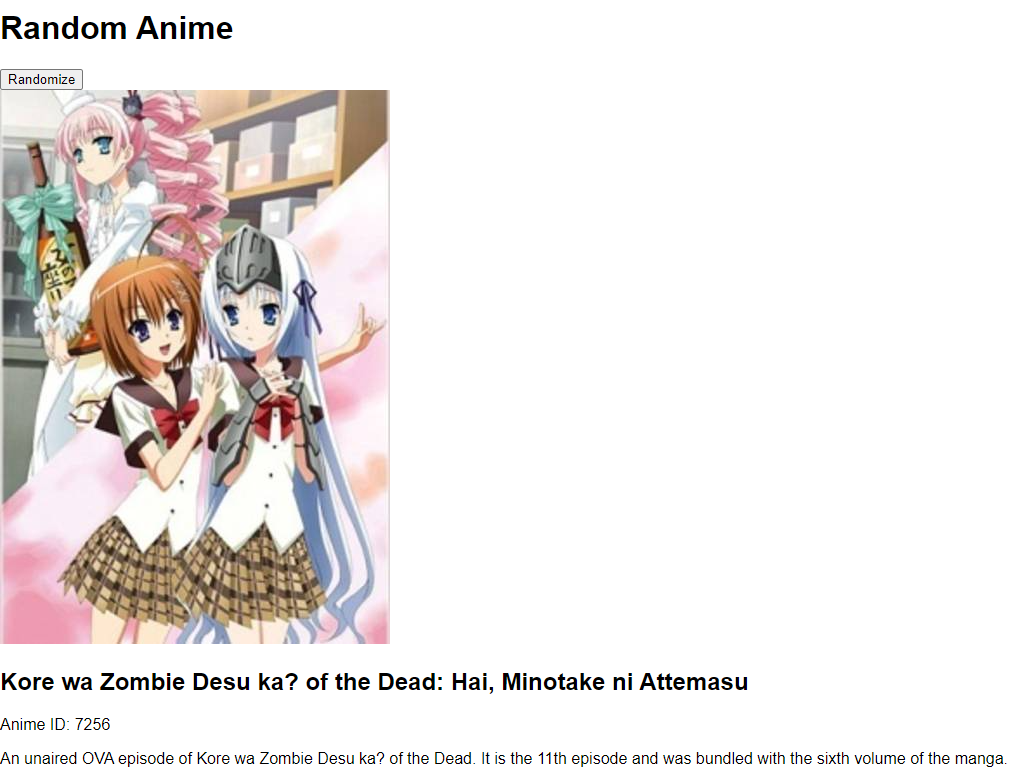 Random Anime
Randomize
Kore wa Zombie Desu ka? of the Dead: Hai, Minotake ni Attemasu
Anime ID: 7256
An unaired OVA episode of Kore wa Zombie Desu ka? of the Dead. It is the 11th episode and was bundled with the sixth volume of the manga.